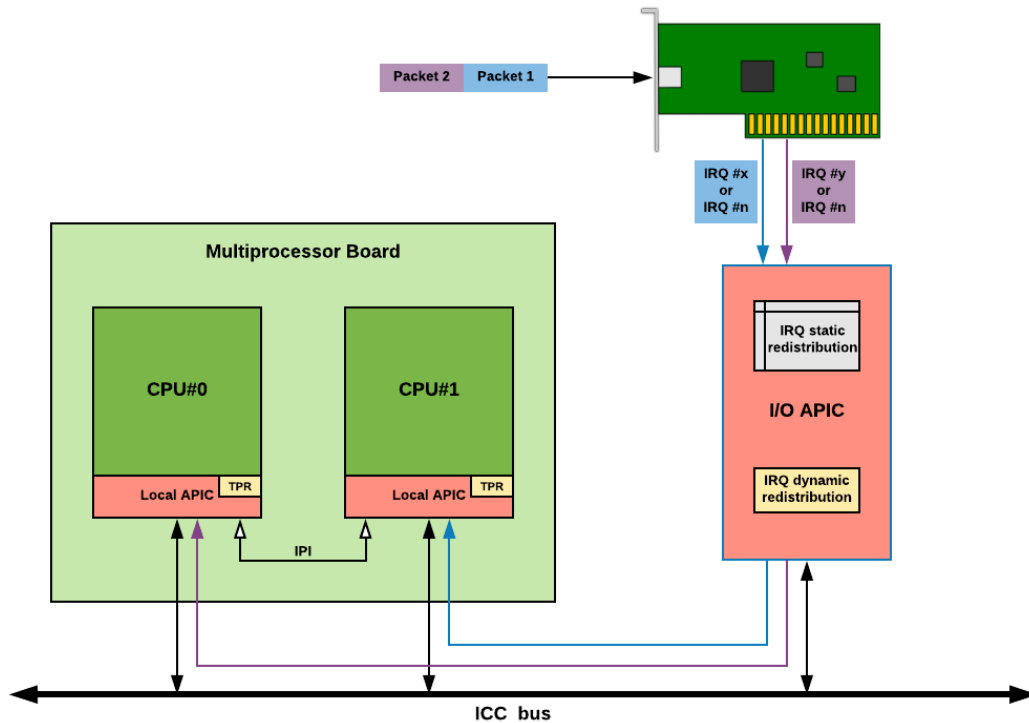 Packet 2
Packet 1
IRQ #x
or
IRQ #n
IRQ #y
or
IRQ #n
Multiprocessor Board
CPU#0
CPU#1
Local APIC
TPR
Local APIC
TPR
IPI
IRQ static
redistribution
I/O APIC
IRQ dynamic
redistribution
ICC bus